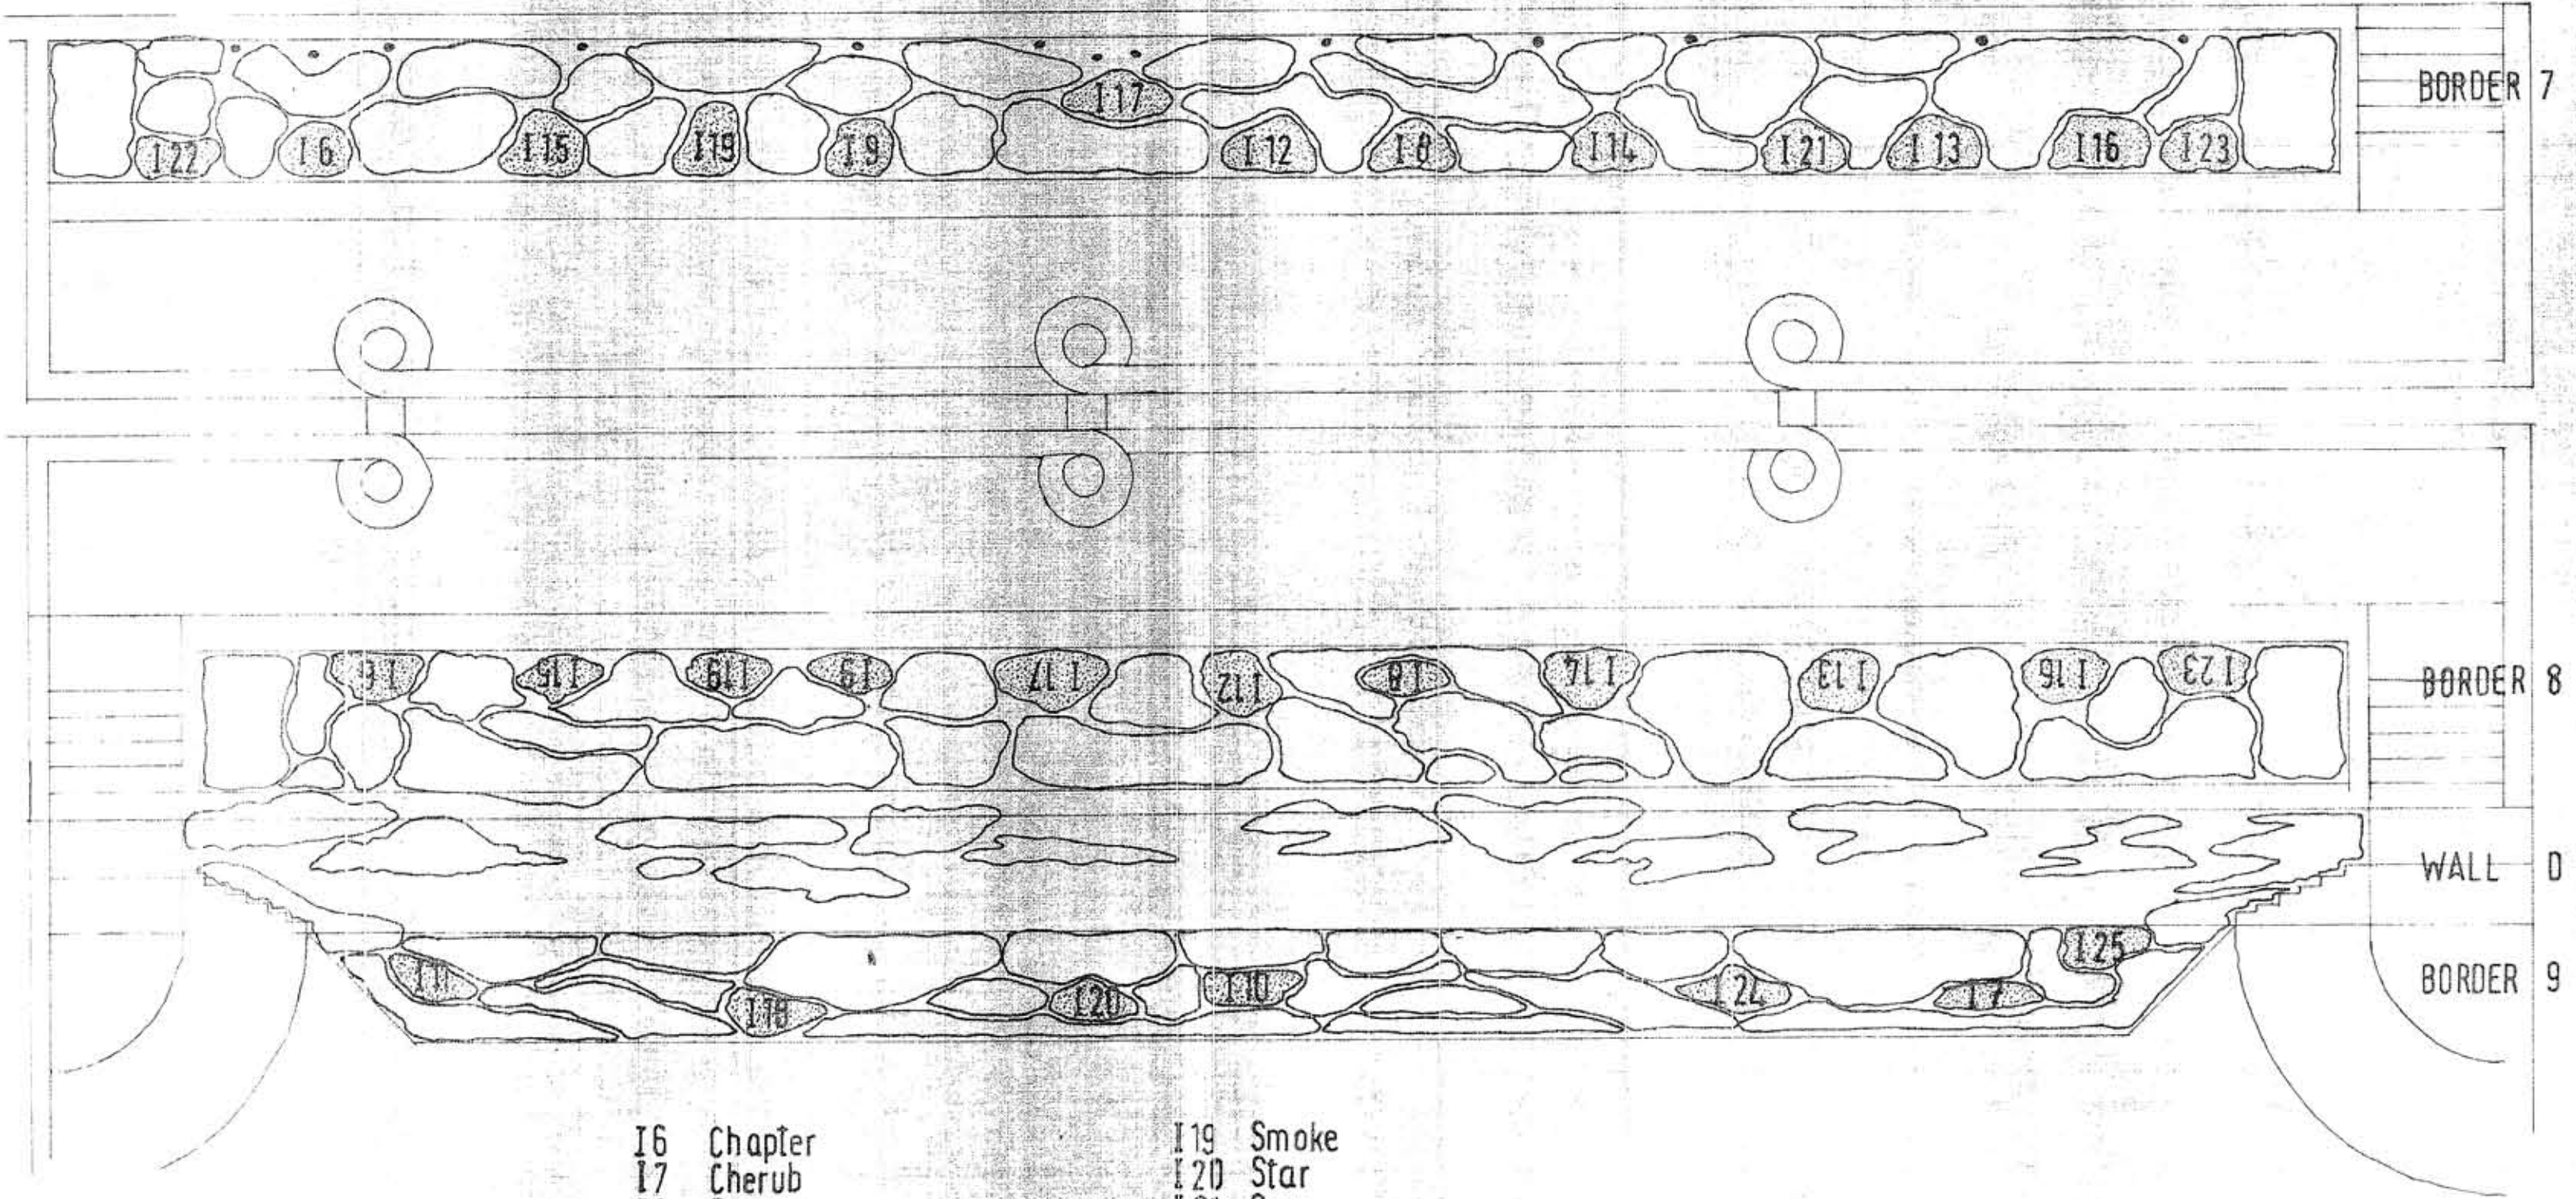 BORDER 7
I22 I6 I15 I19 I9 I17 I12 I8 I14 I21 I13 I16 I23
BORDER 8
I6 I15 I19 I9 I17 I12 I8 I14 I13 I16 I23
WALL D
BORDER 9
I11 I18 I20 I10 I24 I7 I25
I6 Chapter
I7 Cherub
I19 Smoke
I20 Star